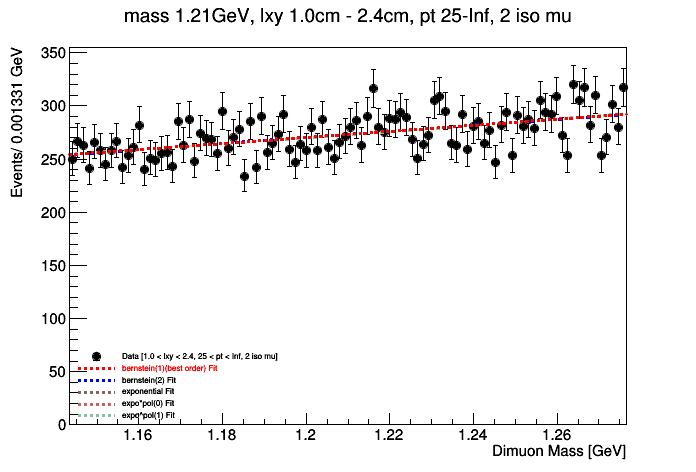 mass 1.21GeV, lxy 1.0cm - 2.4cm, pt 25-Inf, 2 iso mu
Events/ 0.001331 GeV
350
300
250
200
150
100
50
0
Data [1.0 < lxy < 2.4, 25 < pt < Inf, 2 iso mu]
bernstein(1)(best order) Fit
bernstein(2) Fit
exponential Fit
expo*pol(0) Fit
expo*pol(1) Fit
1.16
1.18
1.2
1.22
1.24
1.26
Dimuon Mass [GeV]